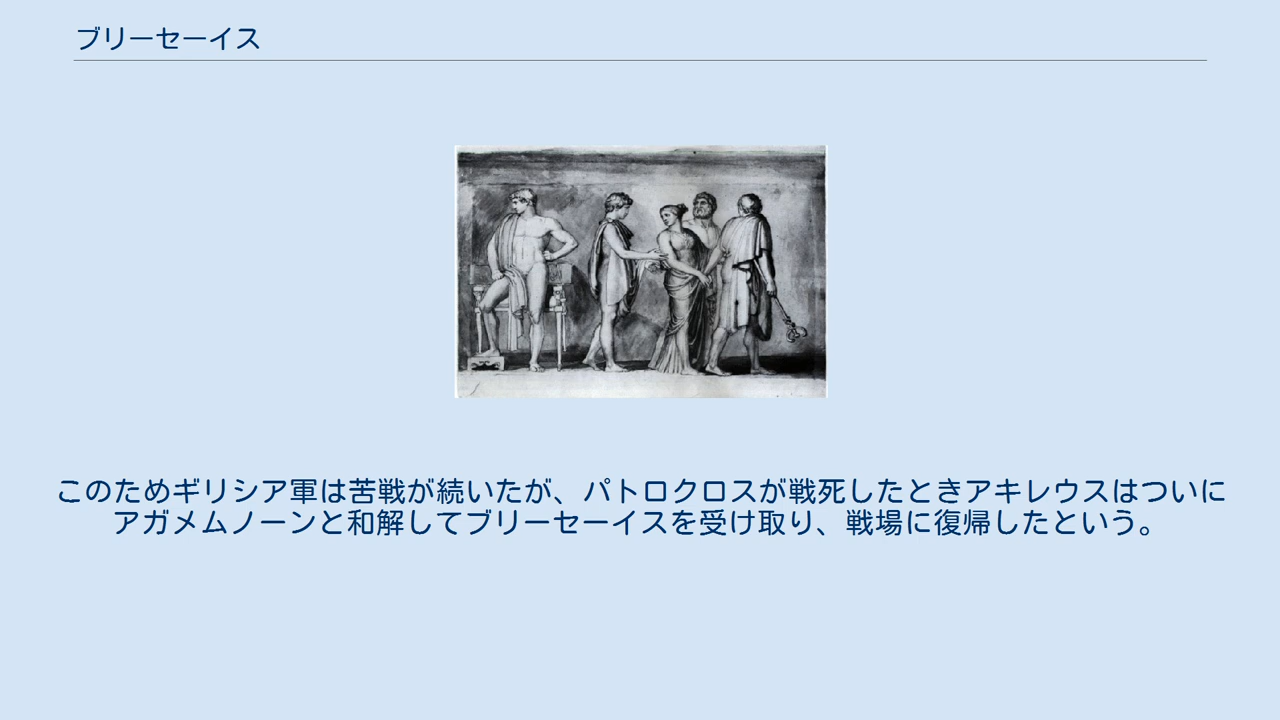 ブリーセーイス
このためギリシア軍は苦戦が続いたが、パトロクロスが戦死したときアキレウスはついに
アガメムノーンと和解してブリーセーイスを受け取り、戦場に復帰したという。